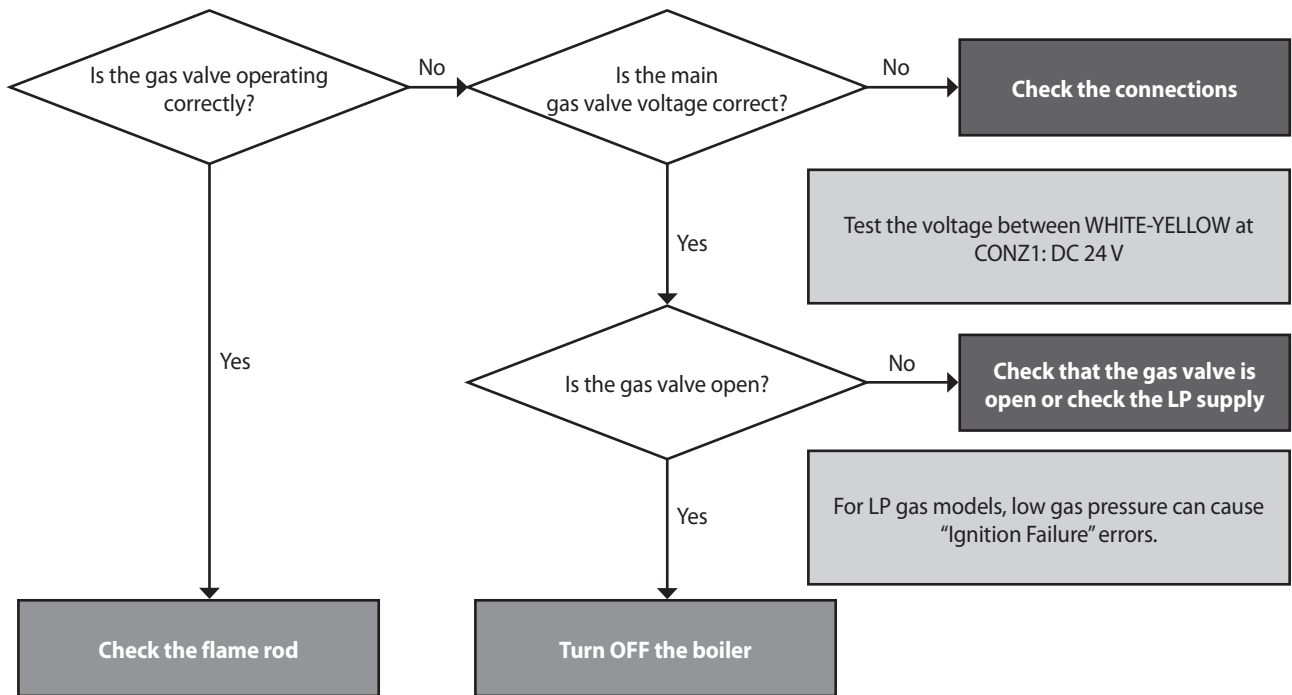 Is the gas valve operating
correctly?
No
Is the main
gas valve voltage correct?
No
Check the connections
Test the voltage between WHITE-YELLOW at
CONZ1: DC 24 V
Yes
Yes
Is the gas valve open?
No
Check that the gas valve is
open or check the LP supply
For LP gas models, low gas pressure can cause
“Ignition Failure” errors.
Yes
Check the flame rod
Turn OFF the boiler